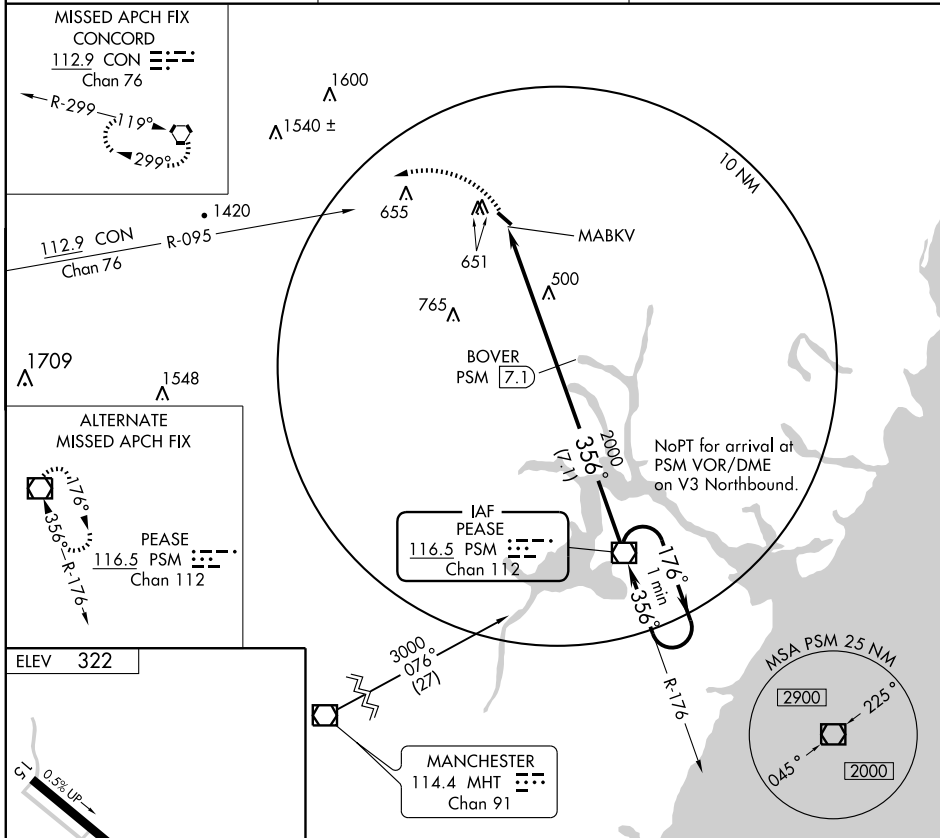 MISSED APCH FIX
CONCORD
112.9 CON
Chan 76
R-299
119°
299°
1600
1540 ±
1420
112.9 CON
R-095
Chan 76
10 NM
655
651
MABKV
500
765
BOVER
PSM 7.1
1709
1548
2000
356°
(7.1)
NoPT for arrival at
PSM VOR/DME
on V3 Northbound.
ALTERNATE
MISSED APCH FIX
176°
356°
R-176
PEASE
116.5 PSM
Chan 112
IAF
PEASE
116.5 PSM
Chan 112
176°
1 min
356°
R-176
3000
076°
(27)
MANCHESTER
114.4 MHT
Chan 91
MSA PSM 25 NM
2900
225°
045°
2000
ELEV 322
15
0.5% UP